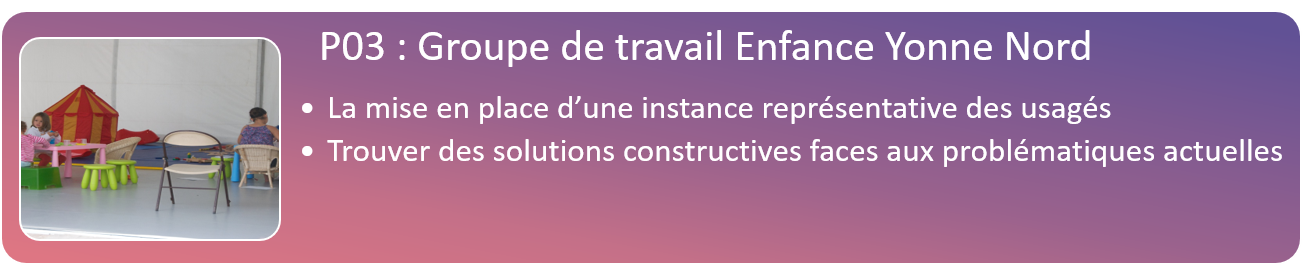 P03 : Groupe de travail Enfance Yonne Nord
• La mise en place d’une instance représentative des usagés
• Trouver des solutions constructives faces aux problématiques actuelles